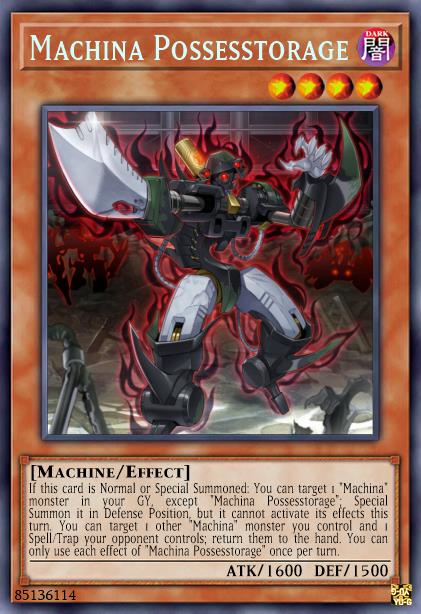 MACHINA POSSESSTORAGE
DARK
闇
[MACHINE/EFFECT]
If this card is Normal or Special Summoned: You can target 1 "Machina"
monster in your GY, except "Machina Possesstorage"; Special
Summon it in Defense Position, but it cannot activate its effects this
turn. You can target 1 other "Machina" monster you control and 1
Spell/Trap your opponent controls; return them to the hand. You can
only use each effect of "Machina Possesstorage" once per turn.
ATK/1600 DEF/1500
85136114